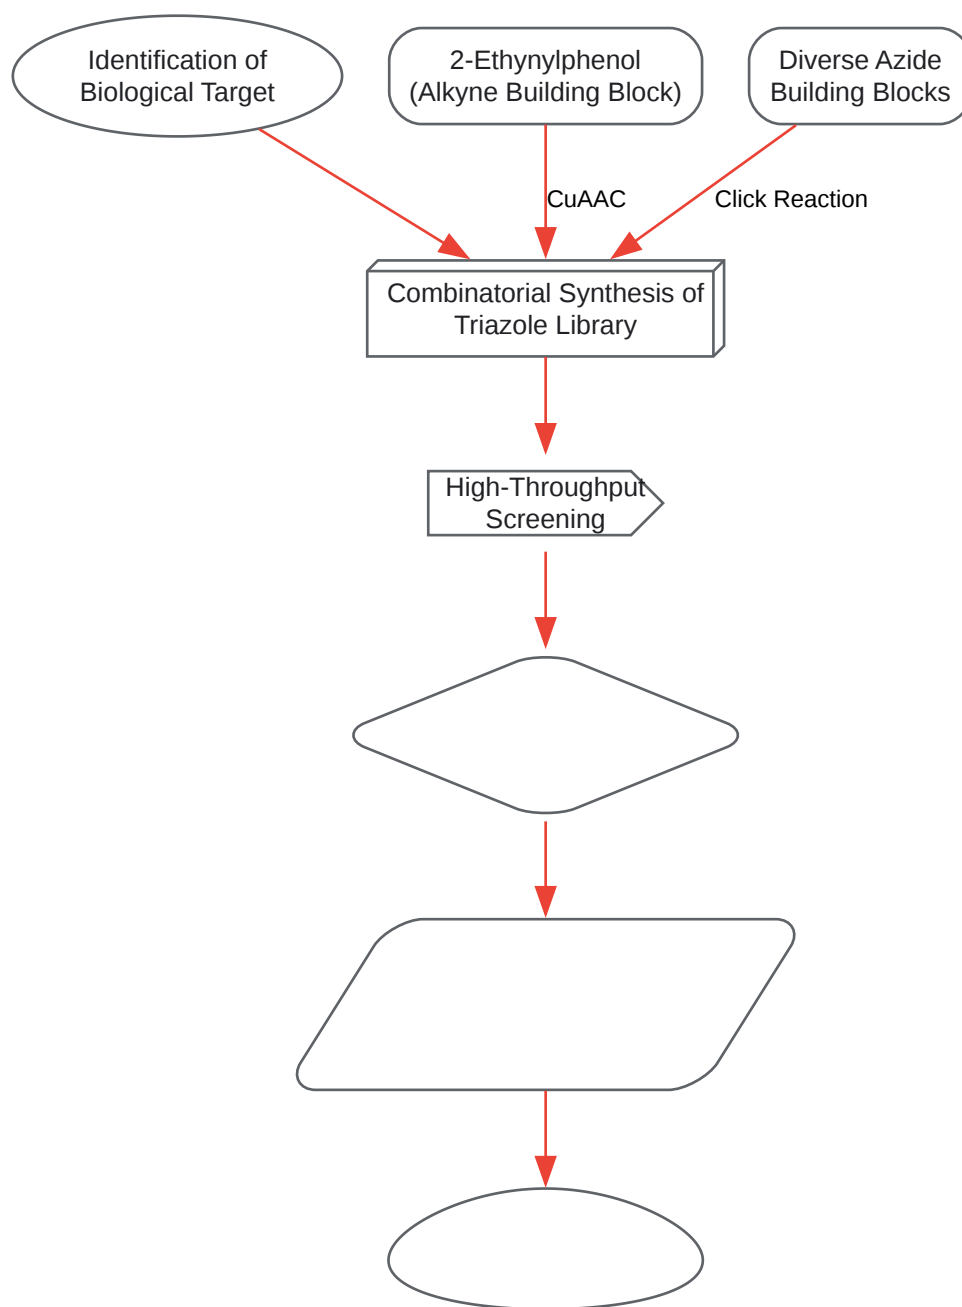 Identification of
Biological Target
2-Ethynylphenol
(Alkyne Building Block)
Diverse Azide
Building Blocks
CuAAC
Click Reaction
Combinatorial Synthesis of
Triazole Library
High-Throughput
Screening